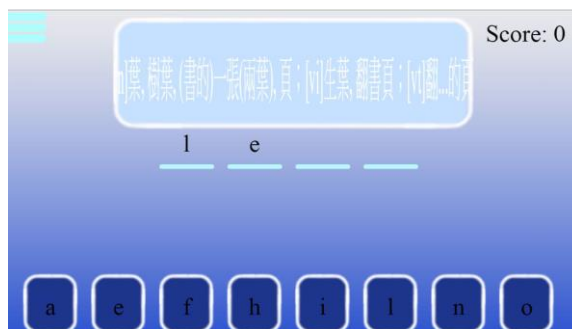 Score: 0
n]葉, 樹葉, (書的)一張(兩葉), 頁；[vi]生葉, 翻書頁；[vt]翻....的頁
l e
a e f h i l n o